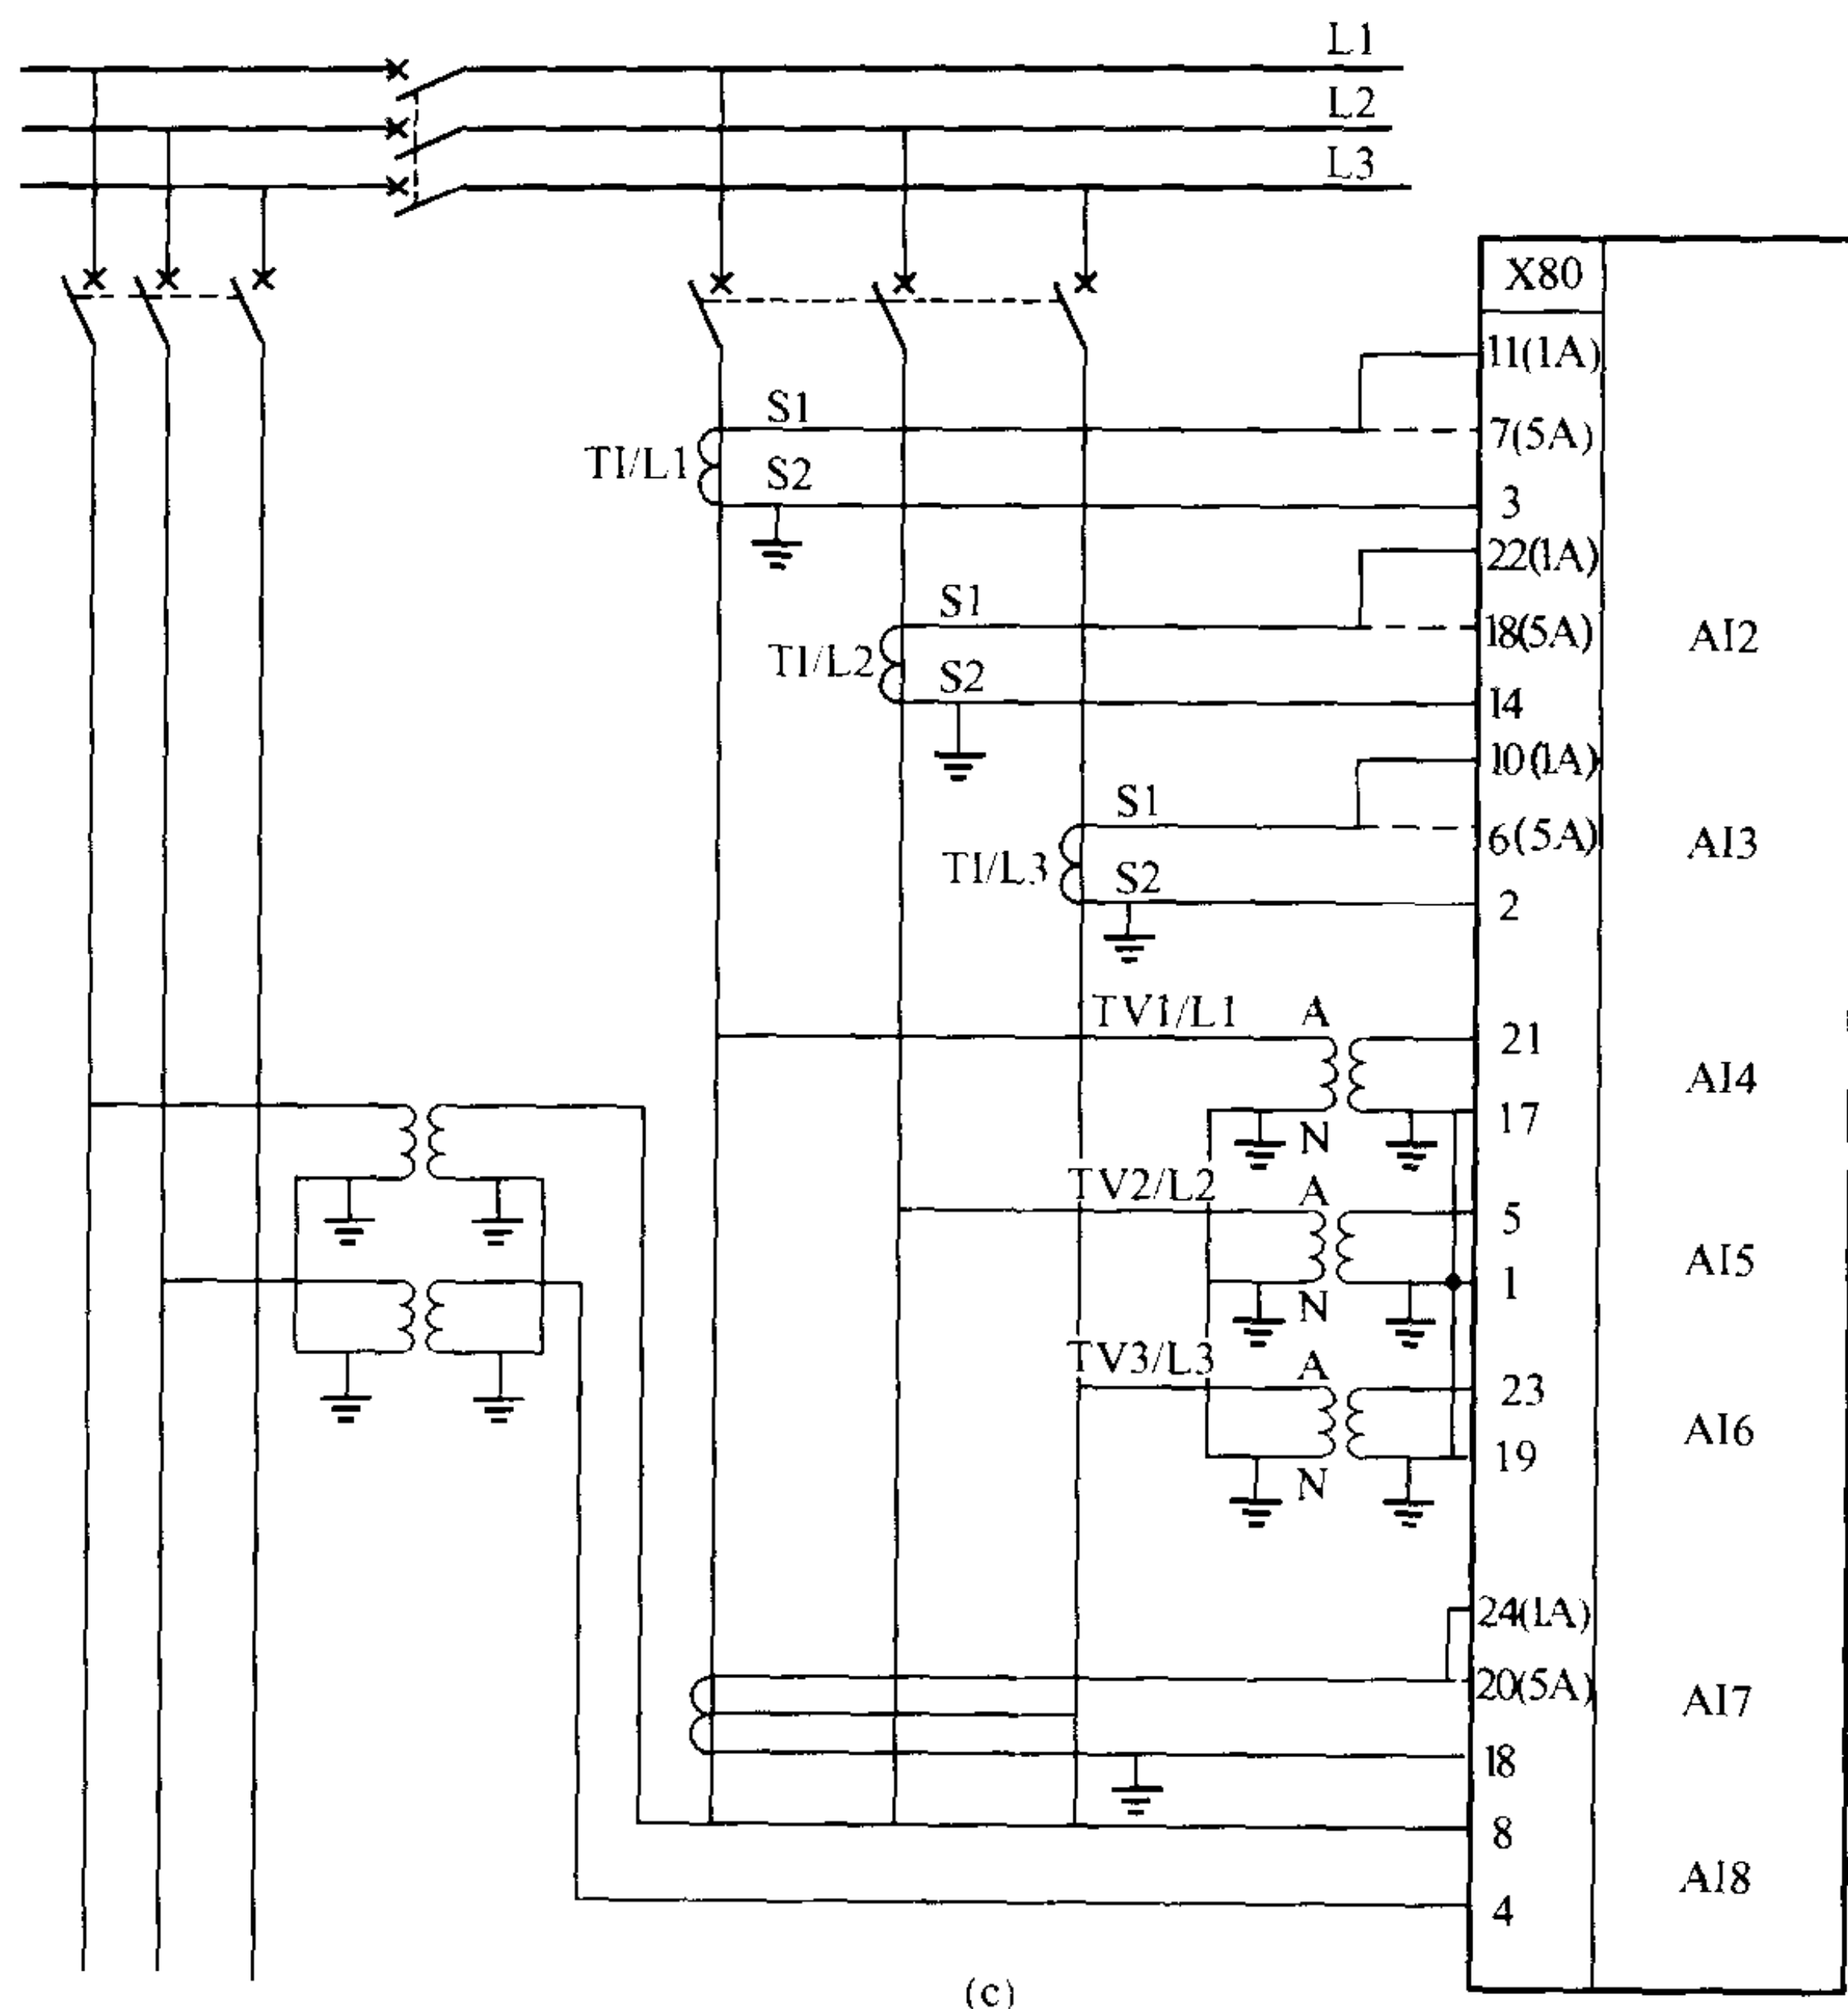 L1
L2
L3
X80
11(1A)
S1
7(5A)
TI/L1
S2
3
22(1A)
S1
18(5A)
AI2
TI/L2
S2
14
10(1A)
S1
6(5A)
AI3
TI/L3
S2
2
TV1/L1 A
21
AI4
17
N
TV2/L2 A
5
AI5
1
N
TV3/L3 A
23
AI6
19
N
24(1A)
20(5A)
AI7
18
8
AI8
4
(c)